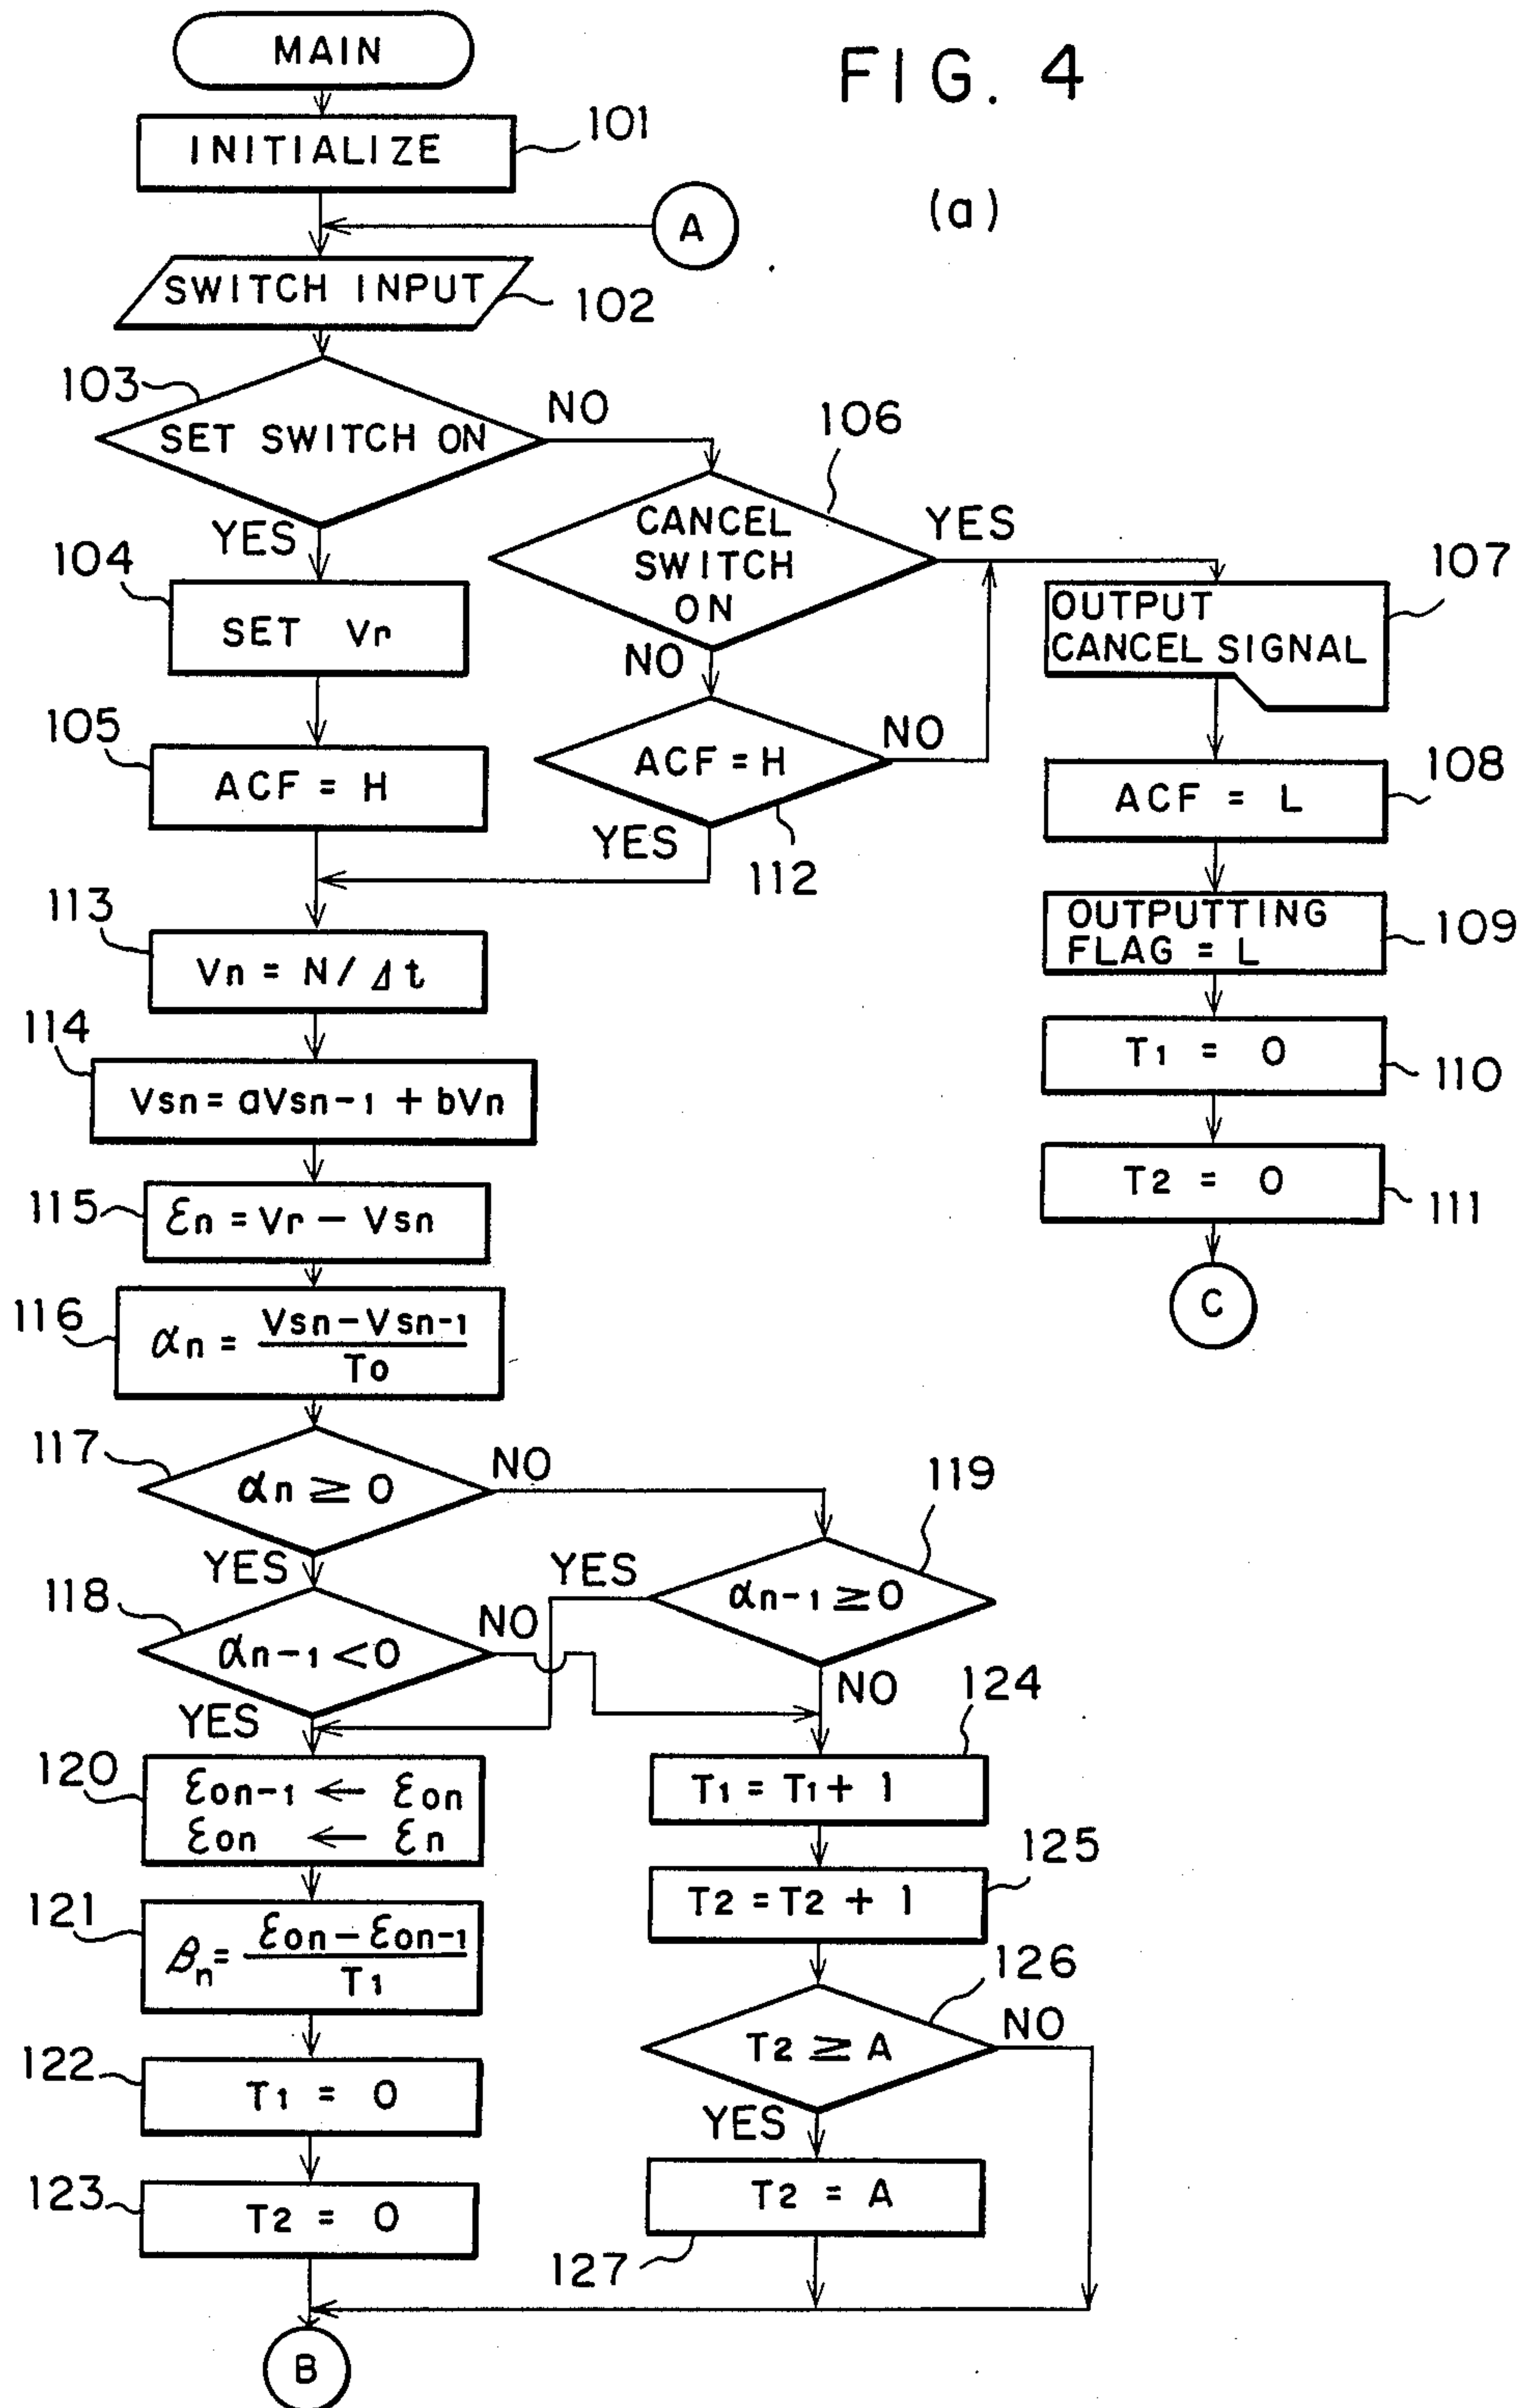 FIG. 4
(a)
MAIN
INITIALIZE
101
A
SWITCH INPUT
102
103
SET SWITCH ON
NO
YES
106
CANCEL
SWITCH
ON
YES
NO
104
SET Vr
107
OUTPUT
CANCEL SIGNAL
105
ACF = H
ACF = H
NO
YES
112
108
ACF = L
109
OUTPUTTING
FLAG = L
113
Vn = N/Δt
110
T1 = 0
114
Vsn = aVsn-1 + bVn
111
T2 = 0
C
115
εn = Vr - Vsn
116
αn = Vsn - Vsn-1
To
117
αn ≥ 0
NO
YES
119
αn-1 ≥ 0
YES
NO
118
αn-1 < 0
NO
YES
120
εon-1 ← εon
εon ← εn
124
T1 = T1 + 1
121
βn = εon - εon-1
T1
125
T2 = T2 + 1
126
T2 ≥ A
NO
YES
122
T1 = 0
123
T2 = 0
127
T2 = A
B